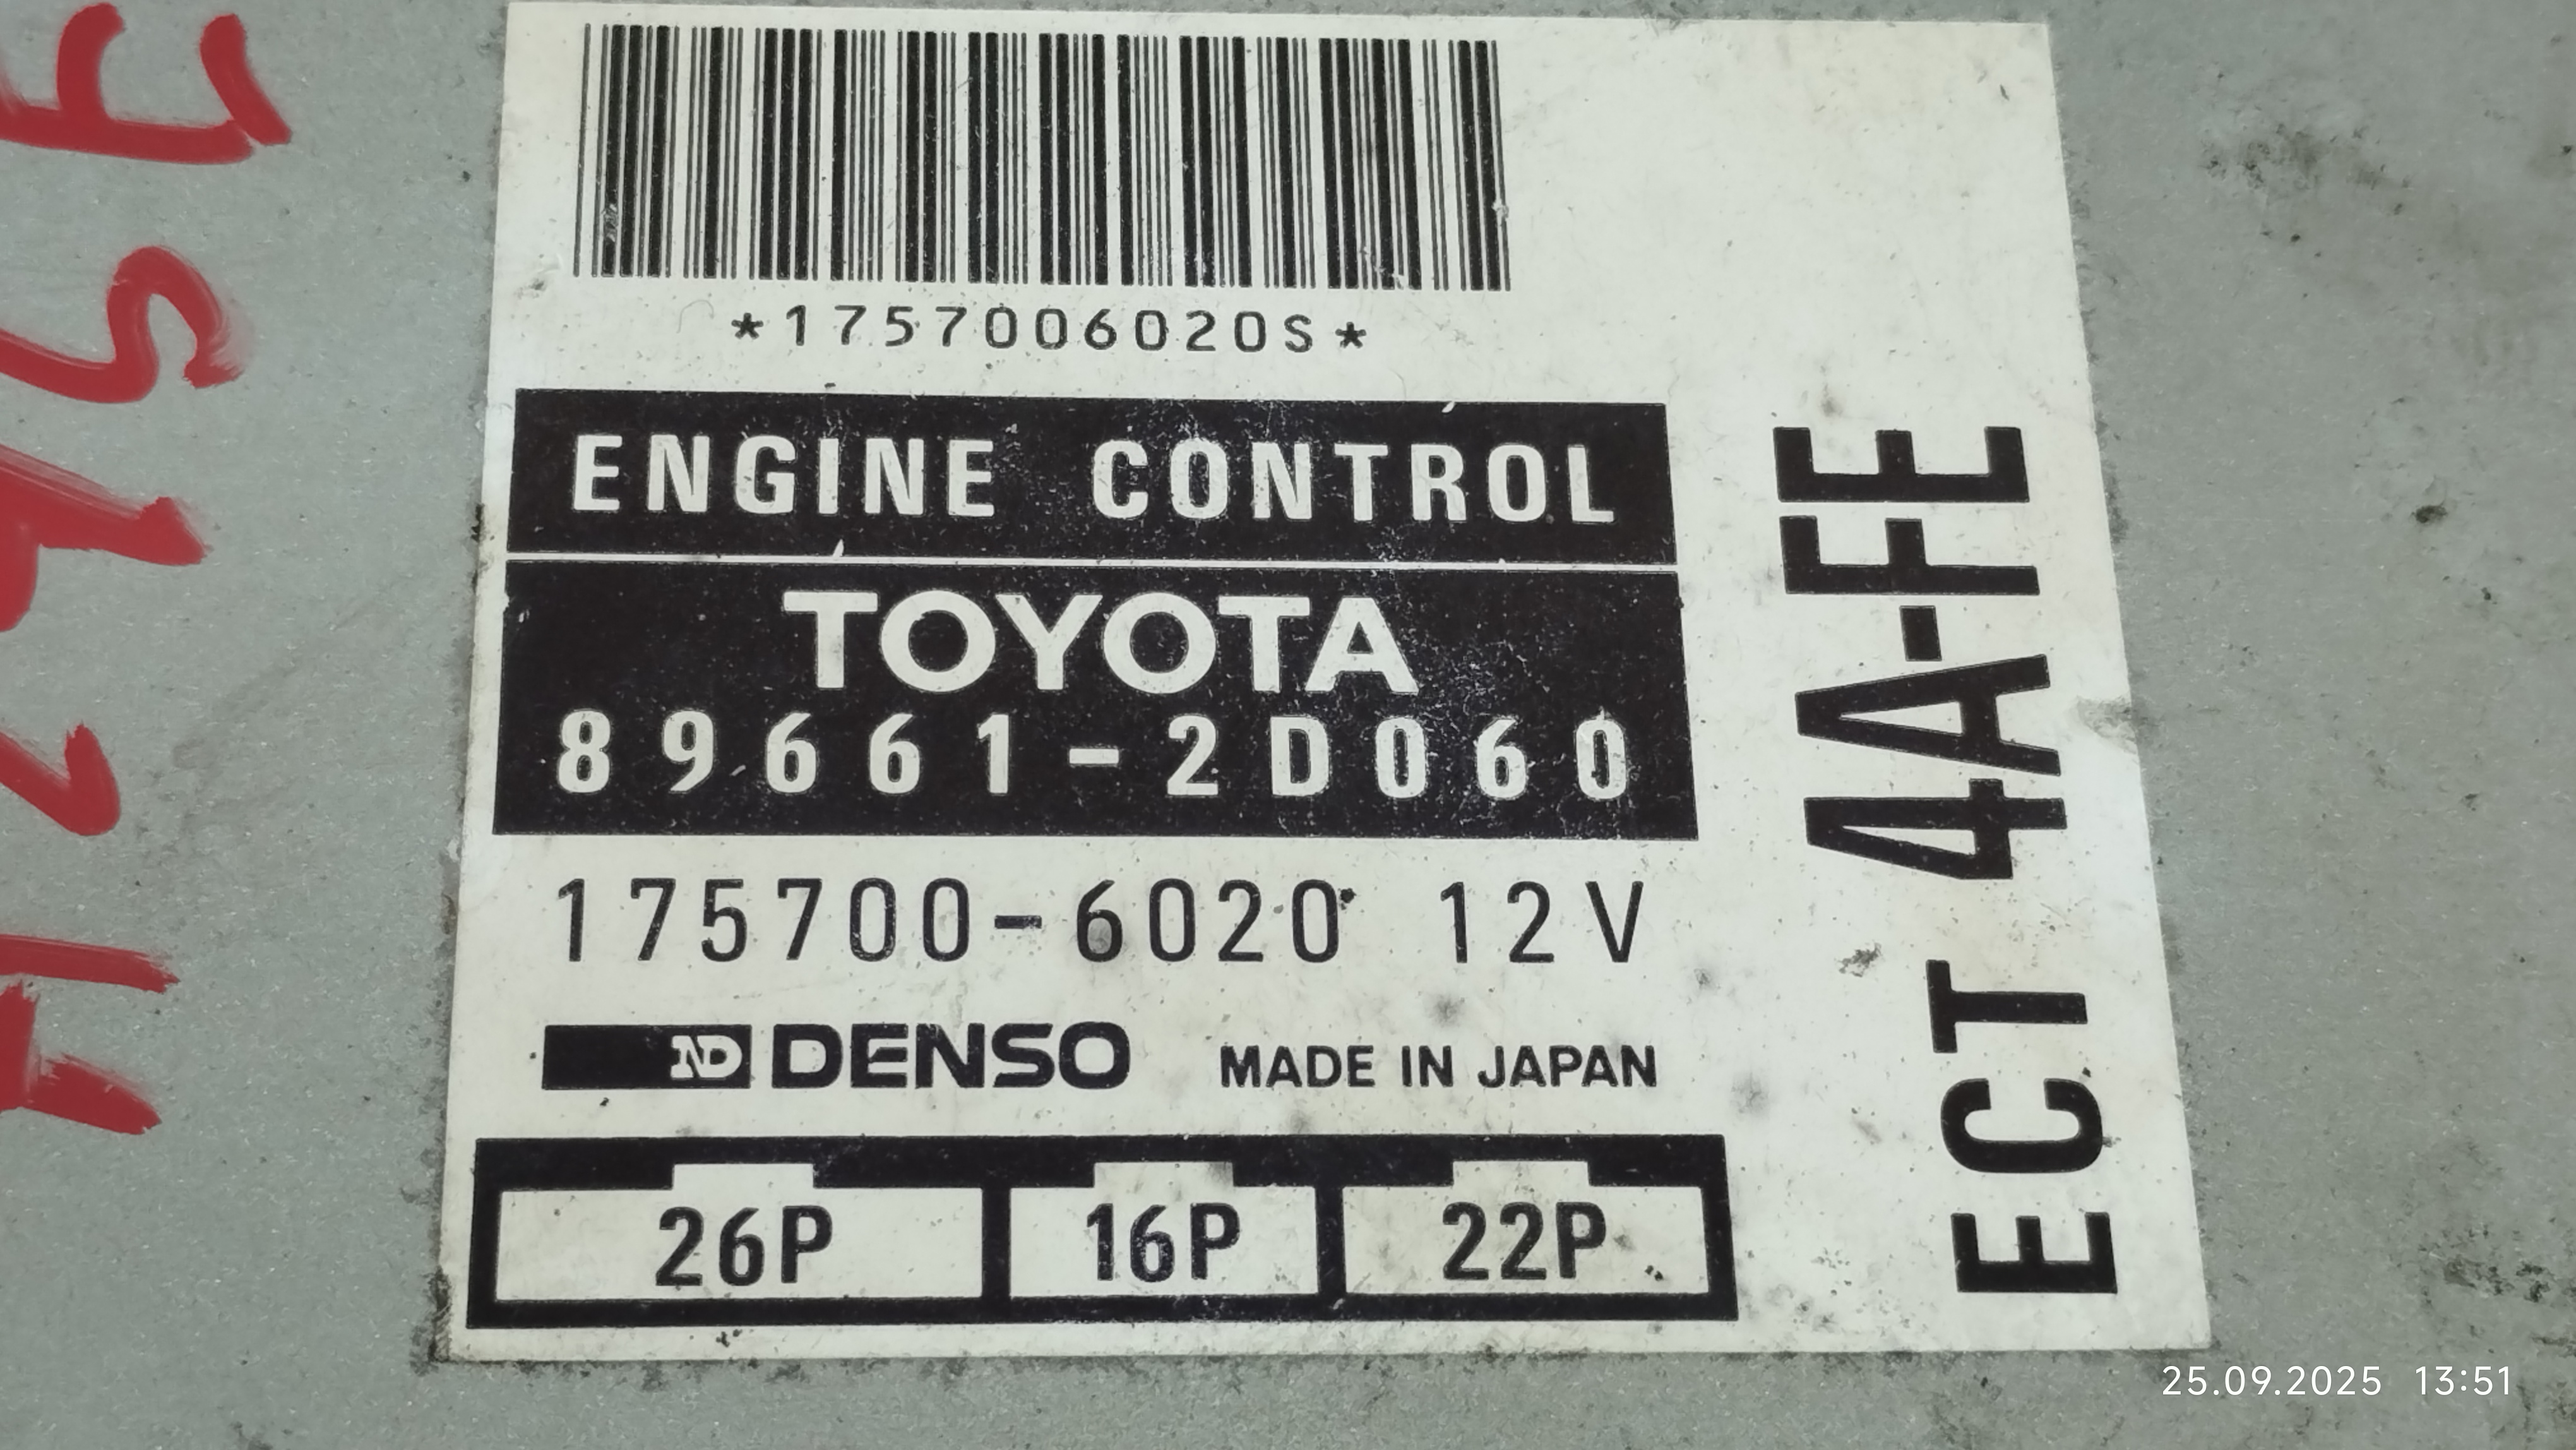 *1757006020S*
ENGINE CONTROL
TOYOTA
89661-2D060
175700-6020 12V
ND DENSO MADE IN JAPAN
26P 16P 22P
ECT 4A-FE
25.09.2025 13:51